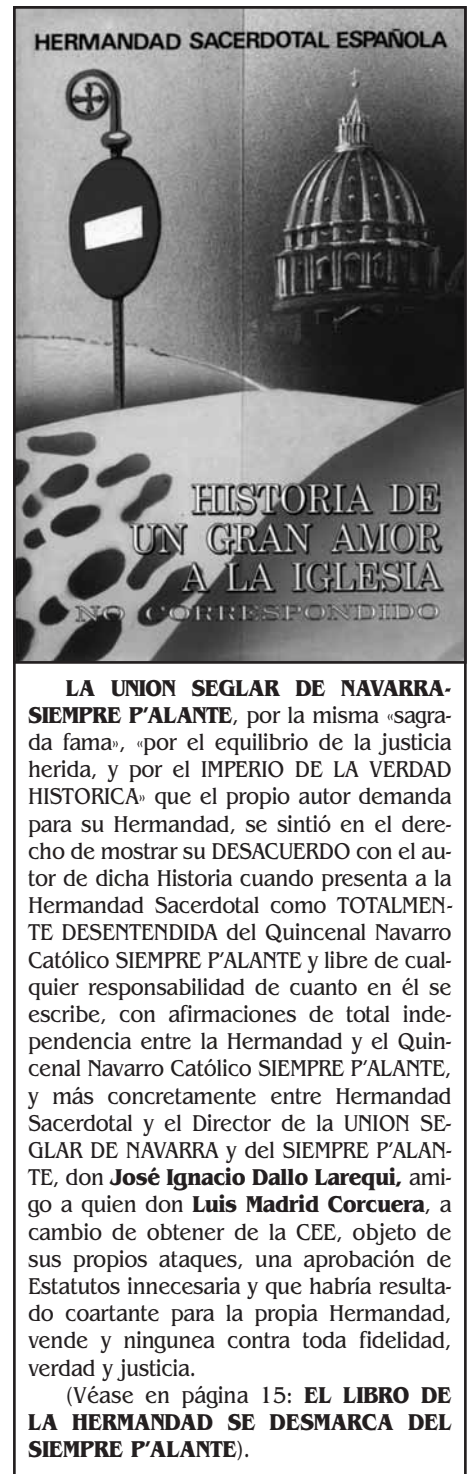 HERMANDAD SACERDOTAL ESPAÑOLA
HISTORIA DE
UN GRAN AMOR
A LA IGLESIA
NO CORRESPONDIDO
LA UNION SEGLAR DE NAVARRA-
SIEMPRE P'ALANTE, por la misma «sagra-
da fama», «por el equilibrio de la justicia
herida, y por el IMPERIO DE LA VERDAD
HISTORICA» que el propio autor demanda
para su Hermandad, se sintió en el dere-
cho de mostrar su DESACUERDO con el au-
tor de dicha Historia cuando presenta a la
Hermandad Sacerdotal como TOTALMEN-
TE DESENTENDIDA del Quincenal Navarro
Católico SIEMPRE P'ALANTE y libre de cual-
quier responsabilidad de cuanto en él se
escribe, con afirmaciones de total inde-
pendencia entre la Hermandad y el Quin-
cenal Navarro Católico SIEMPRE P'ALANTE,
y más concretamente entre Hermandad
Sacerdotal y el Director de la UNION SE-
GLAR DE NAVARRA y del SIEMPRE P'ALAN-
TE, don José Ignacio Dallo Larequi, ami-
go a quien don Luis Madrid Corcuera, a
cambio de obtener de la CEE, objeto de
sus propios ataques, una aprobación de
Estatutos innecesaria y que habría resulta-
do coartante para la propia Hermandad,
vende y ningunea contra toda fidelidad,
verdad y justicia.
(Véase en página 15: EL LIBRO DE
LA HERMANDAD SE DESMARCA DEL
SIEMPRE P'ALANTE).